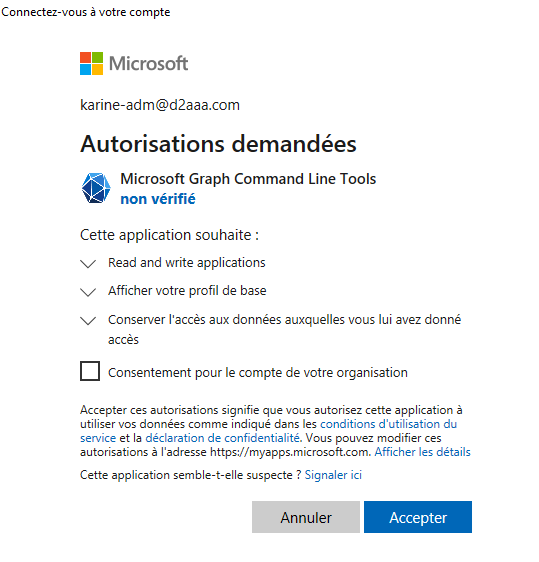 Connectez-vous à votre compte
Microsoft
karine-adm@d2aaa.com
Autorisations demandées
Microsoft Graph Command Line Tools
non vérifié
Cette application souhaite :
Read and write applications
Afficher votre profil de base
Conserver l'accès aux données auxquelles vous lui avez donné
accès
Consentement pour le compte de votre organisation
Accepter ces autorisations signifie que vous autorisez cette application à
utiliser vos données comme indiqué dans les conditions d'utilisation du
service et la déclaration de confidentialité. Vous pouvez modifier ces
autorisations à l'adresse https://myapps.microsoft.com. Afficher les détails
Cette application semble-t-elle suspecte ? Signaler ici
Annuler
Accepter